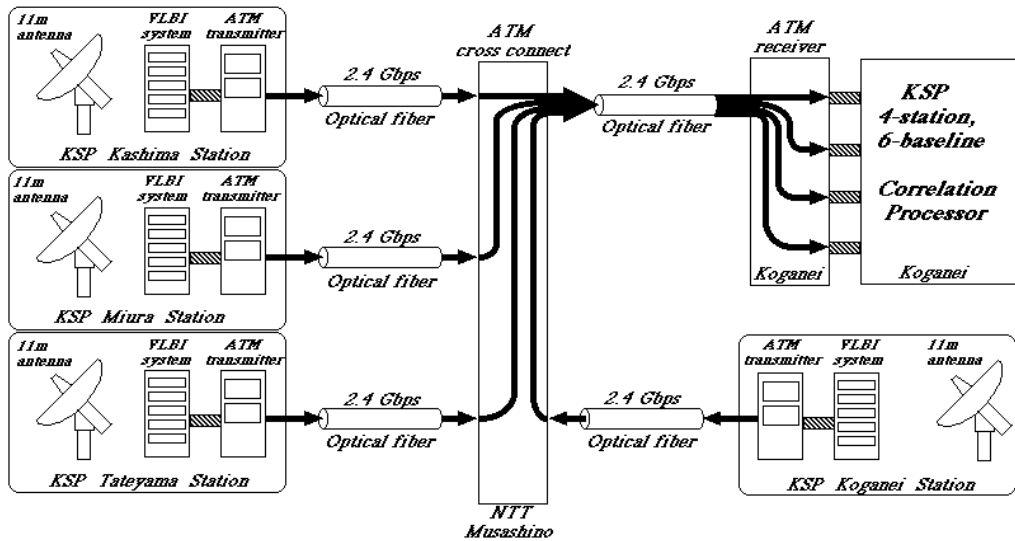 11m
antenna
VLBI
system
ATM
transmitter
KSP Kashima Station
2.4 Gbps
Optical fiber
11m
antenna
VLBI
system
ATM
transmitter
KSP Miura Station
2.4 Gbps
Optical fiber
11m
antenna
VLBI
system
ATM
transmitter
KSP Tateyama Station
2.4 Gbps
Optical fiber
ATM
cross connect
NTT
Musashino
2.4 Gbps
Optical fiber
ATM
receiver
Koganei
KSP
4-station,
6-baseline
Correlation
Processor
Koganei
2.4 Gbps
Optical fiber
ATM
transmitter
VLBI
system
11m
antenna
KSP Koganei Station